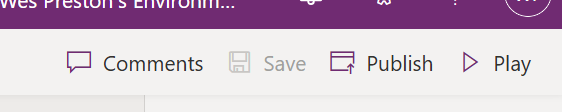 Wes Preston's Environm...
Comments Save Publish Play